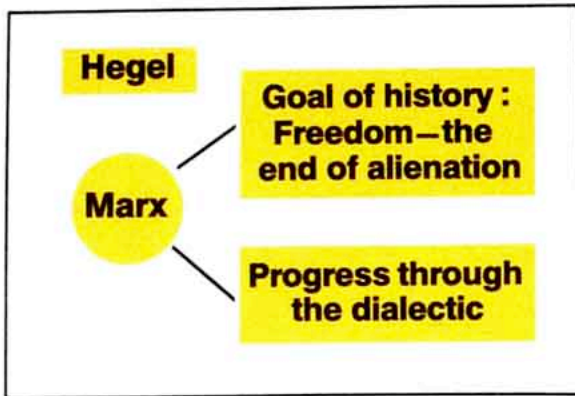 Hegel
Goal of history :
Freedom—the
end of alienation
Marx
Progress through
the dialectic